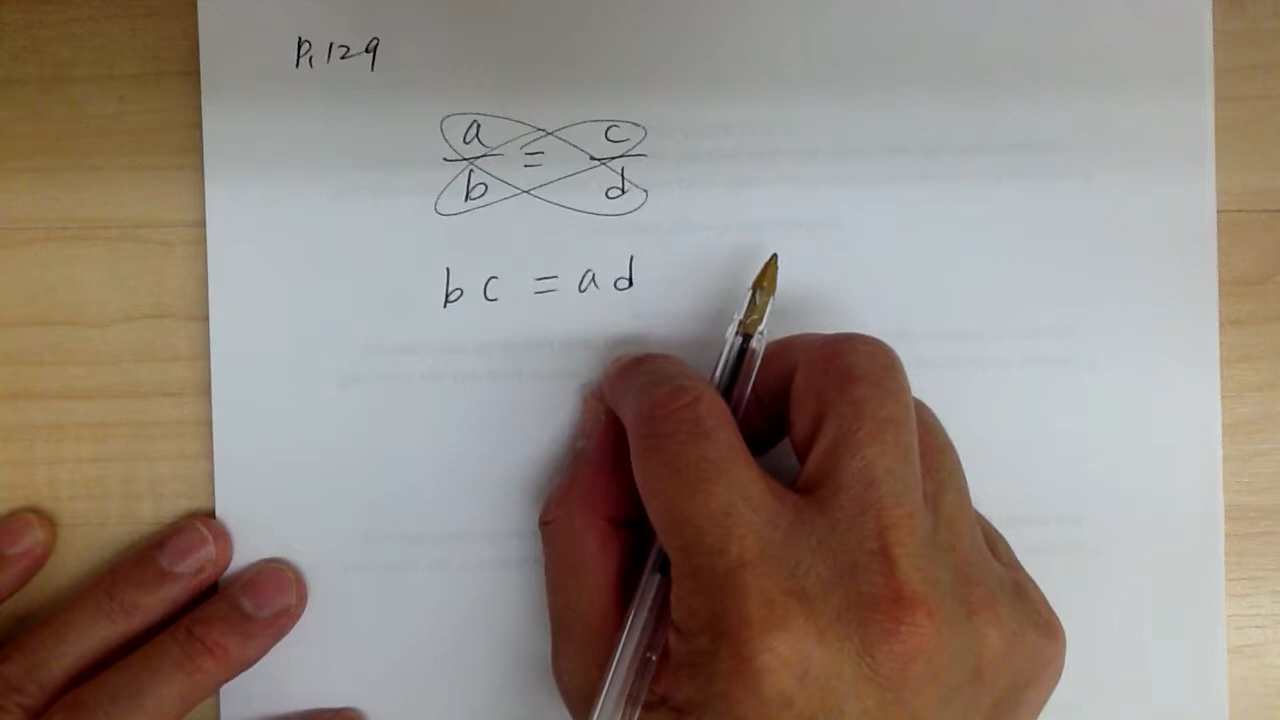 P. 129
a/b = c/d
bc = ad